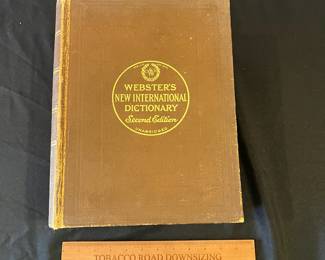 WEBSTER'S
NEW INTERNATIONAL
DICTIONARY
Second Edition
UNABRIDGED
TOBACCO ROAD DOWNSIZING